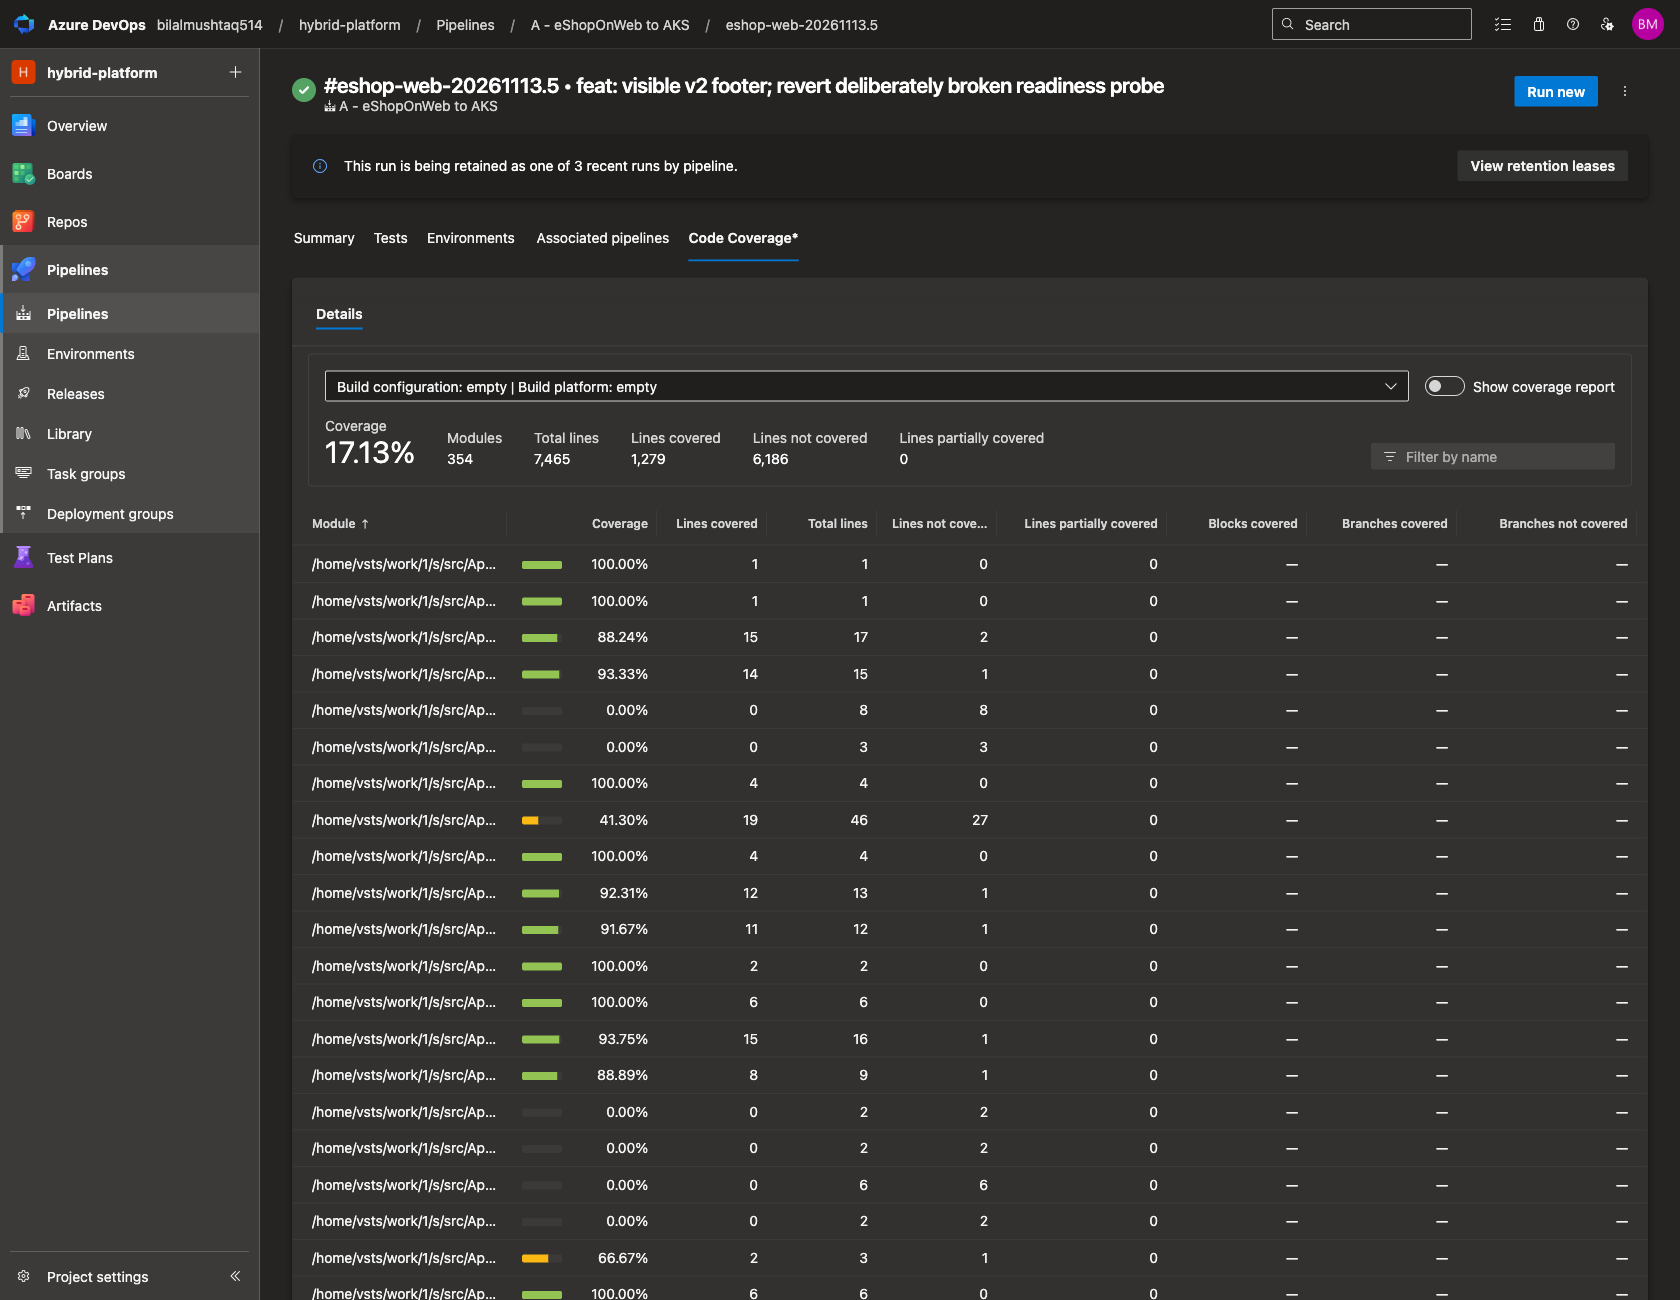 Azure DevOps bilalmushtaq514 / hybrid-platform / Pipelines / A - eShopOnWeb to AKS / eshop-web-20261113.5
Search
BM
H hybrid-platform
Overview
Boards
Repos
Pipelines
Pipelines
Environments
Releases
Library
Task groups
Deployment groups
Test Plans
Artifacts
Project settings
#eshop-web-20261113.5 • feat: visible v2 footer; revert deliberately broken readiness probe
A - eShopOnWeb to AKS
Run new
This run is being retained as one of 3 recent runs by pipeline.
View retention leases
Summary Tests Environments Associated pipelines Code Coverage*
Details
Build configuration: empty | Build platform: empty
Show coverage report
Coverage Modules Total lines Lines covered Lines not covered Lines partially covered
17.13% 354 7,465 1,279 6,186 0
Filter by name
Module ↑ Coverage Lines covered Total lines Lines not cove... Lines partially covered Blocks covered Branches covered Branches not covered
/home/vsts/work/1/s/src/Ap... 100.00% 1 1 0 0 — — —
/home/vsts/work/1/s/src/Ap... 100.00% 1 1 0 0 — — —
/home/vsts/work/1/s/src/Ap... 88.24% 15 17 2 0 — — —
/home/vsts/work/1/s/src/Ap... 93.33% 14 15 1 0 — — —
/home/vsts/work/1/s/src/Ap... 0.00% 0 8 8 0 — — —
/home/vsts/work/1/s/src/Ap... 0.00% 0 3 3 0 — — —
/home/vsts/work/1/s/src/Ap... 100.00% 4 4 0 0 — — —
/home/vsts/work/1/s/src/Ap... 41.30% 19 46 27 0 — — —
/home/vsts/work/1/s/src/Ap... 100.00% 4 4 0 0 — — —
/home/vsts/work/1/s/src/Ap... 92.31% 12 13 1 0 — — —
/home/vsts/work/1/s/src/Ap... 91.67% 11 12 1 0 — — —
/home/vsts/work/1/s/src/Ap... 100.00% 2 2 0 0 — — —
/home/vsts/work/1/s/src/Ap... 100.00% 6 6 0 0 — — —
/home/vsts/work/1/s/src/Ap... 93.75% 15 16 1 0 — — —
/home/vsts/work/1/s/src/Ap... 88.89% 8 9 1 0 — — —
/home/vsts/work/1/s/src/Ap... 0.00% 0 2 2 0 — — —
/home/vsts/work/1/s/src/Ap... 0.00% 0 2 2 0 — — —
/home/vsts/work/1/s/src/Ap... 0.00% 0 6 6 0 — — —
/home/vsts/work/1/s/src/Ap... 0.00% 0 2 2 0 — — —
/home/vsts/work/1/s/src/Ap... 66.67% 2 3 1 0 — — —
/home/vsts/work/1/s/src/Ap... 100.00% 6 6 0 0 — — —